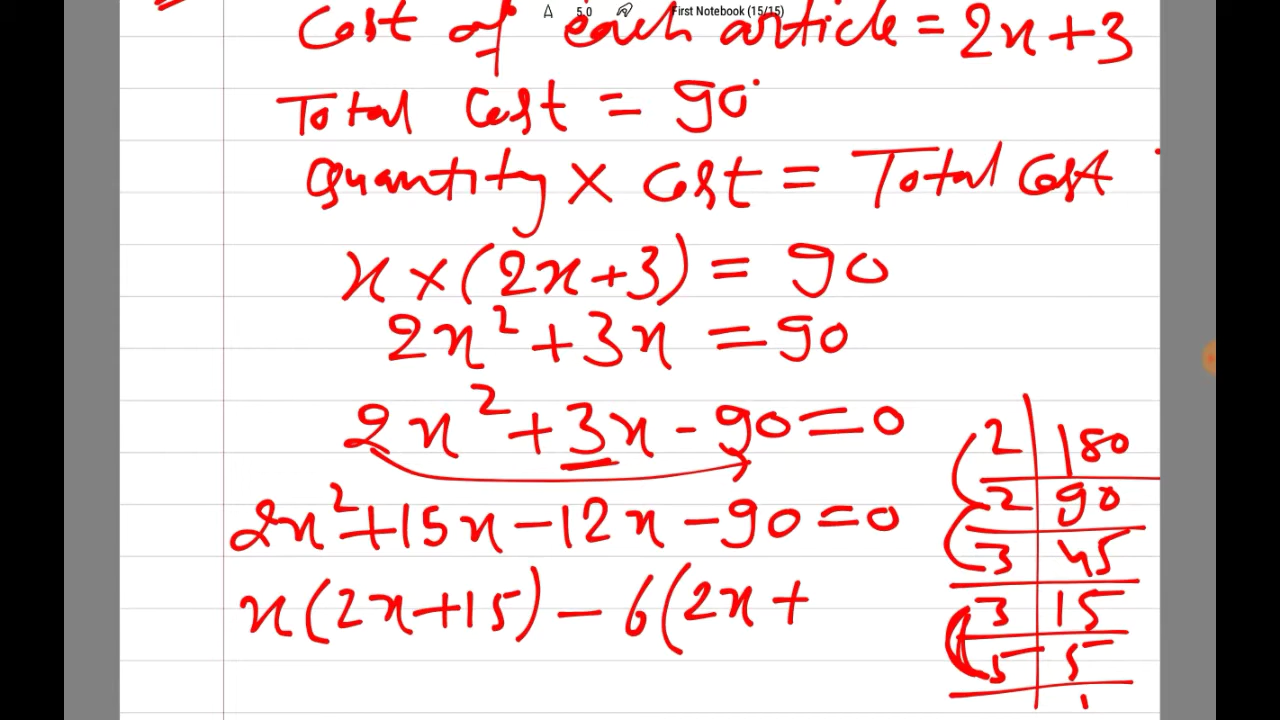 5.0 First Notebook (15/15)
Cost of each article = 2x+3
Total Cost = 90
Quantity × Cost = Total Cost
x × (2x+3) = 90
2x² + 3x = 90
2x² + 3x - 90 = 0
2x² + 15x - 12x - 90 = 0
x(2x+15) - 6(2x +
2 | 180
2 | 90
3 | 45
3 | 15
5 | 5
1